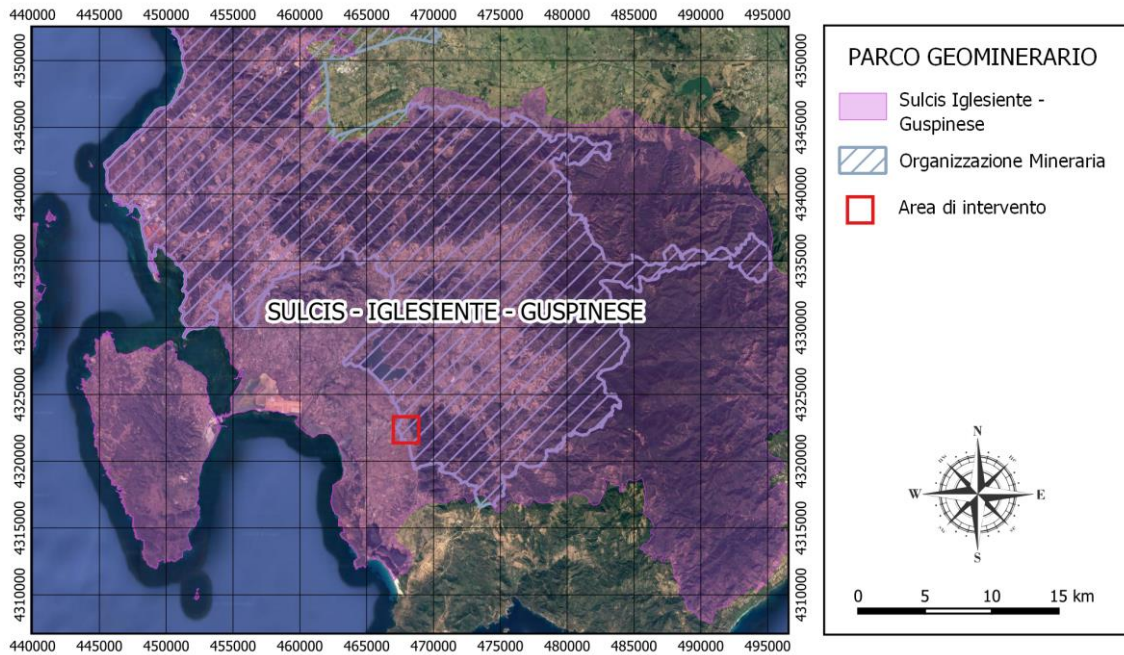 440000 445000 450000 455000 460000 465000 470000 475000 480000 485000 490000 495000
4350000 4350000
4345000 4345000
4340000 4340000
4335000 4335000
4330000 4330000
4325000 4325000
4320000 4320000
4315000 4315000
4310000 4310000
SULCIS - IGLESIENTE - GUSPINESE
440000 445000 450000 455000 460000 465000 470000 475000 480000 485000 490000 495000
PARCO GEOMINERARIO
Sulcis Iglesiente -
Guspinese
Organizzazione Mineraria
Area di intervento
N
W E
S
0 5 10 15 km